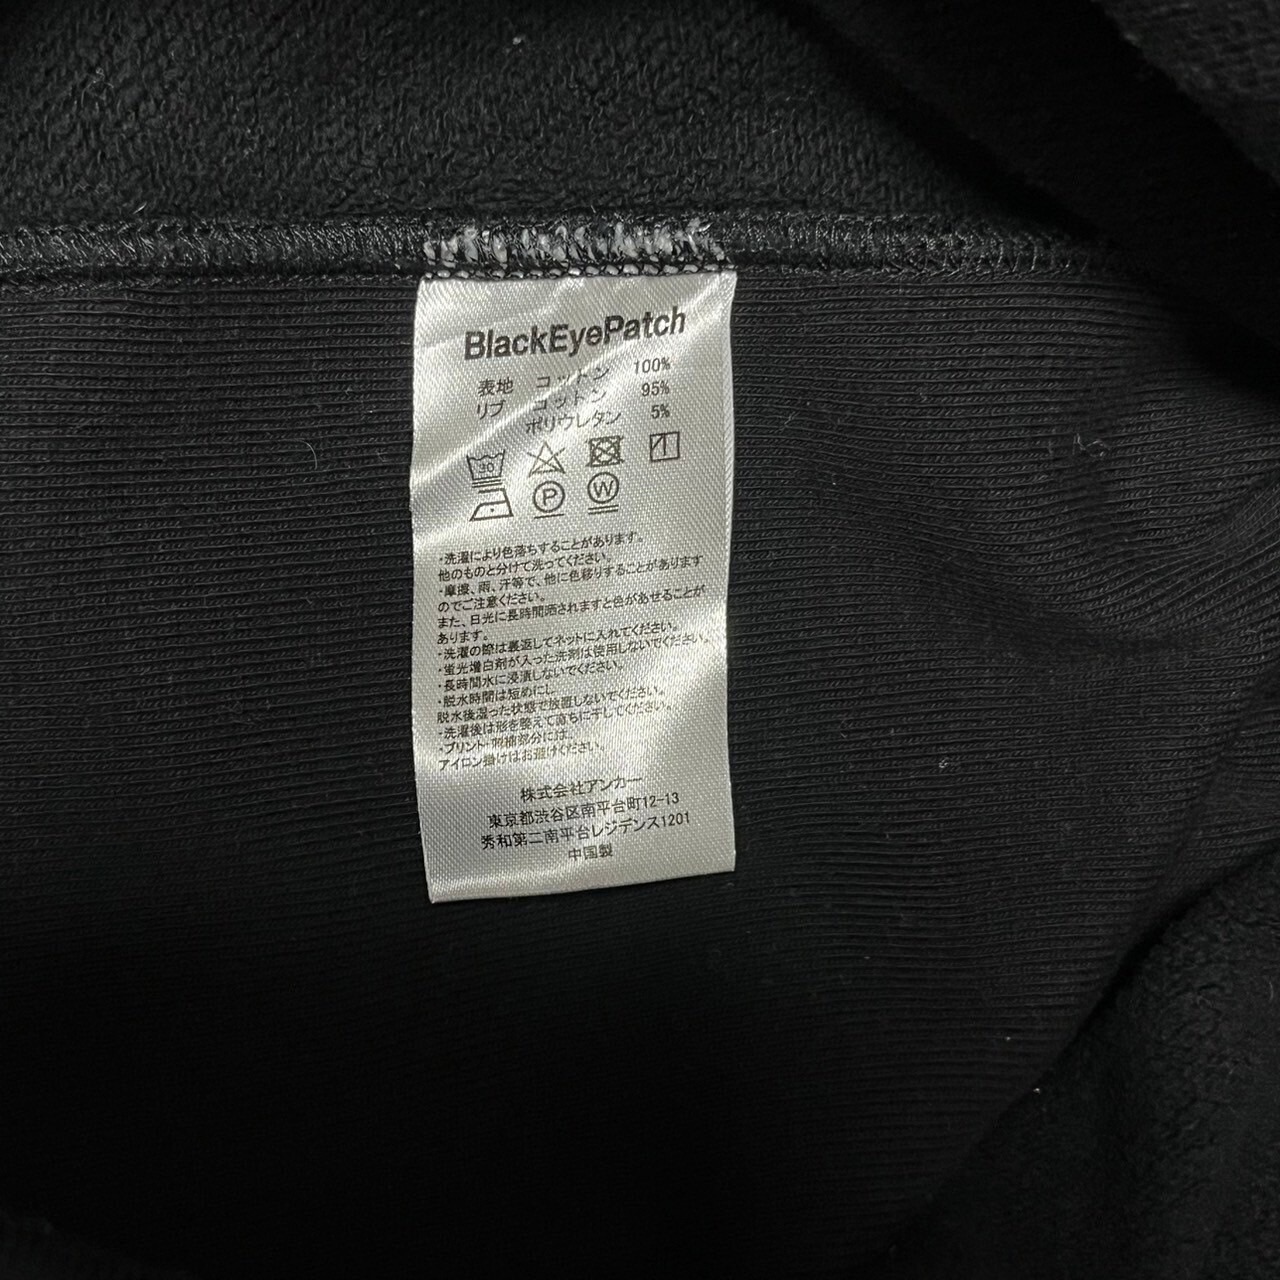 BlackEyePatch
表地 コットン 100%
リブ コットン 95%
ポリウレタン 5%
30
P W
・洗濯により色落ちすることがあります。
他のものと分けて洗ってください。
・摩擦、雨、汗等で、他に色移りすることがあります
のでご注意ください。
また、日光に長時間晒されますと色があせることが
あります。
・洗濯の際は裏返してネットに入れてください。
・蛍光増白剤が入った洗剤は使用しないでください。
・長時間水に浸漬しないでください。
・脱水時間は短めにし、
脱水後湿った状態で放置しないでください。
・洗濯後は形を整えて直ちに干してください。
・プリント・刺繍部分には、
アイロン掛けはお避けください。
株式会社アンカー
東京都渋谷区南平台町12-13
秀和第二南平台レジデンス1201
中国製